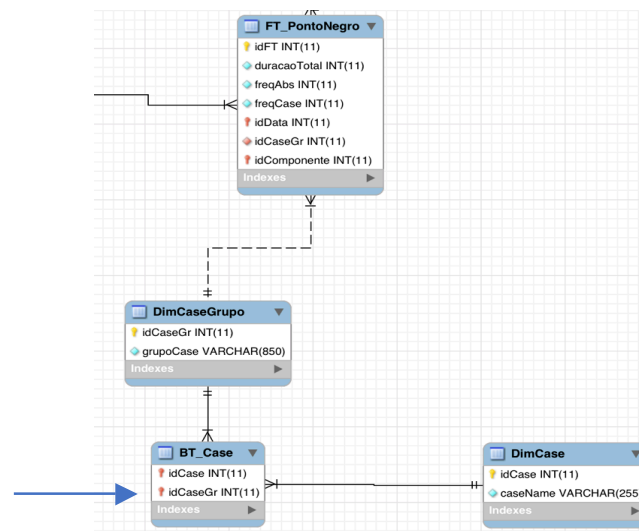 FT_PontoNegro
idFT INT(11)
duracaoTotal INT(11)
freqAbs INT(11)
freqCase INT(11)
idData INT(11)
idCaseGr INT(11)
idComponente INT(11)
Indexes
DimCaseGrupo
idCaseGr INT(11)
grupoCase VARCHAR(850)
Indexes
BT_Case
idCase INT(11)
idCaseGr INT(11)
Indexes
DimCase
idCase INT(11)
caseName VARCHAR(255
Indexes